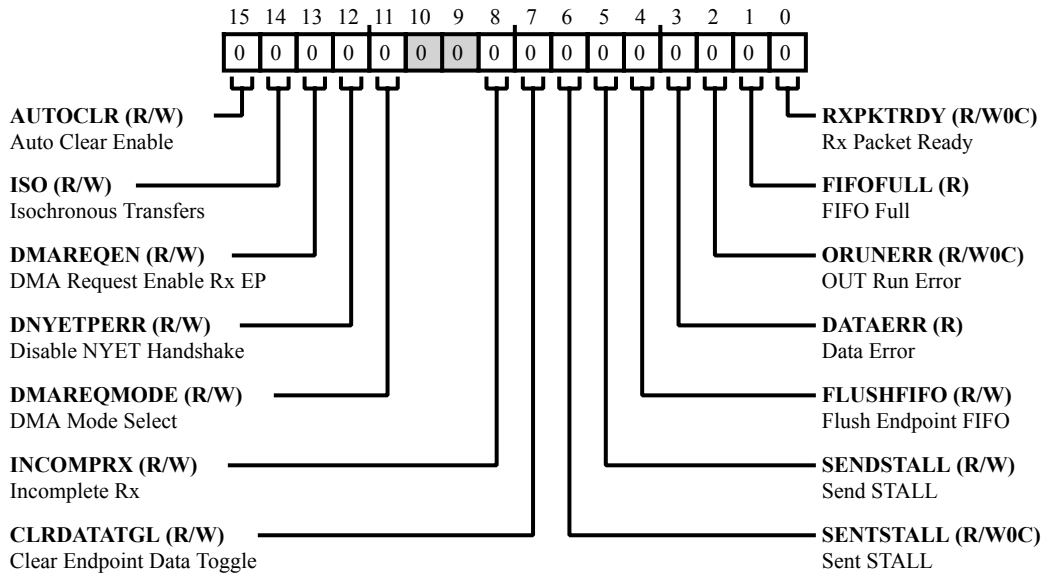 15 14 13 12 11 10 9 8 7 6 5 4 3 2 1 0
0 0 0 0 0 0 0 0 0 0 0 0 0 0 0 0
AUTOCLR (R/W)
Auto Clear Enable
ISO (R/W)
Isochronous Transfers
DMAREQEN (R/W)
DMA Request Enable Rx EP
DNYETPERR (R/W)
Disable NYET Handshake
DMAREQMODE (R/W)
DMA Mode Select
INCOMPRX (R/W)
Incomplete Rx
CLRDATATGL (R/W)
Clear Endpoint Data Toggle
RXPKTRDY (R/W0C)
Rx Packet Ready
FIFOFULL (R)
FIFO Full
ORUNERR (R/W0C)
OUT Run Error
DATAERR (R)
Data Error
FLUSHFIFO (R/W)
Flush Endpoint FIFO
SENDSTALL (R/W)
Send STALL
SENTSTALL (R/W0C)
Sent STALL